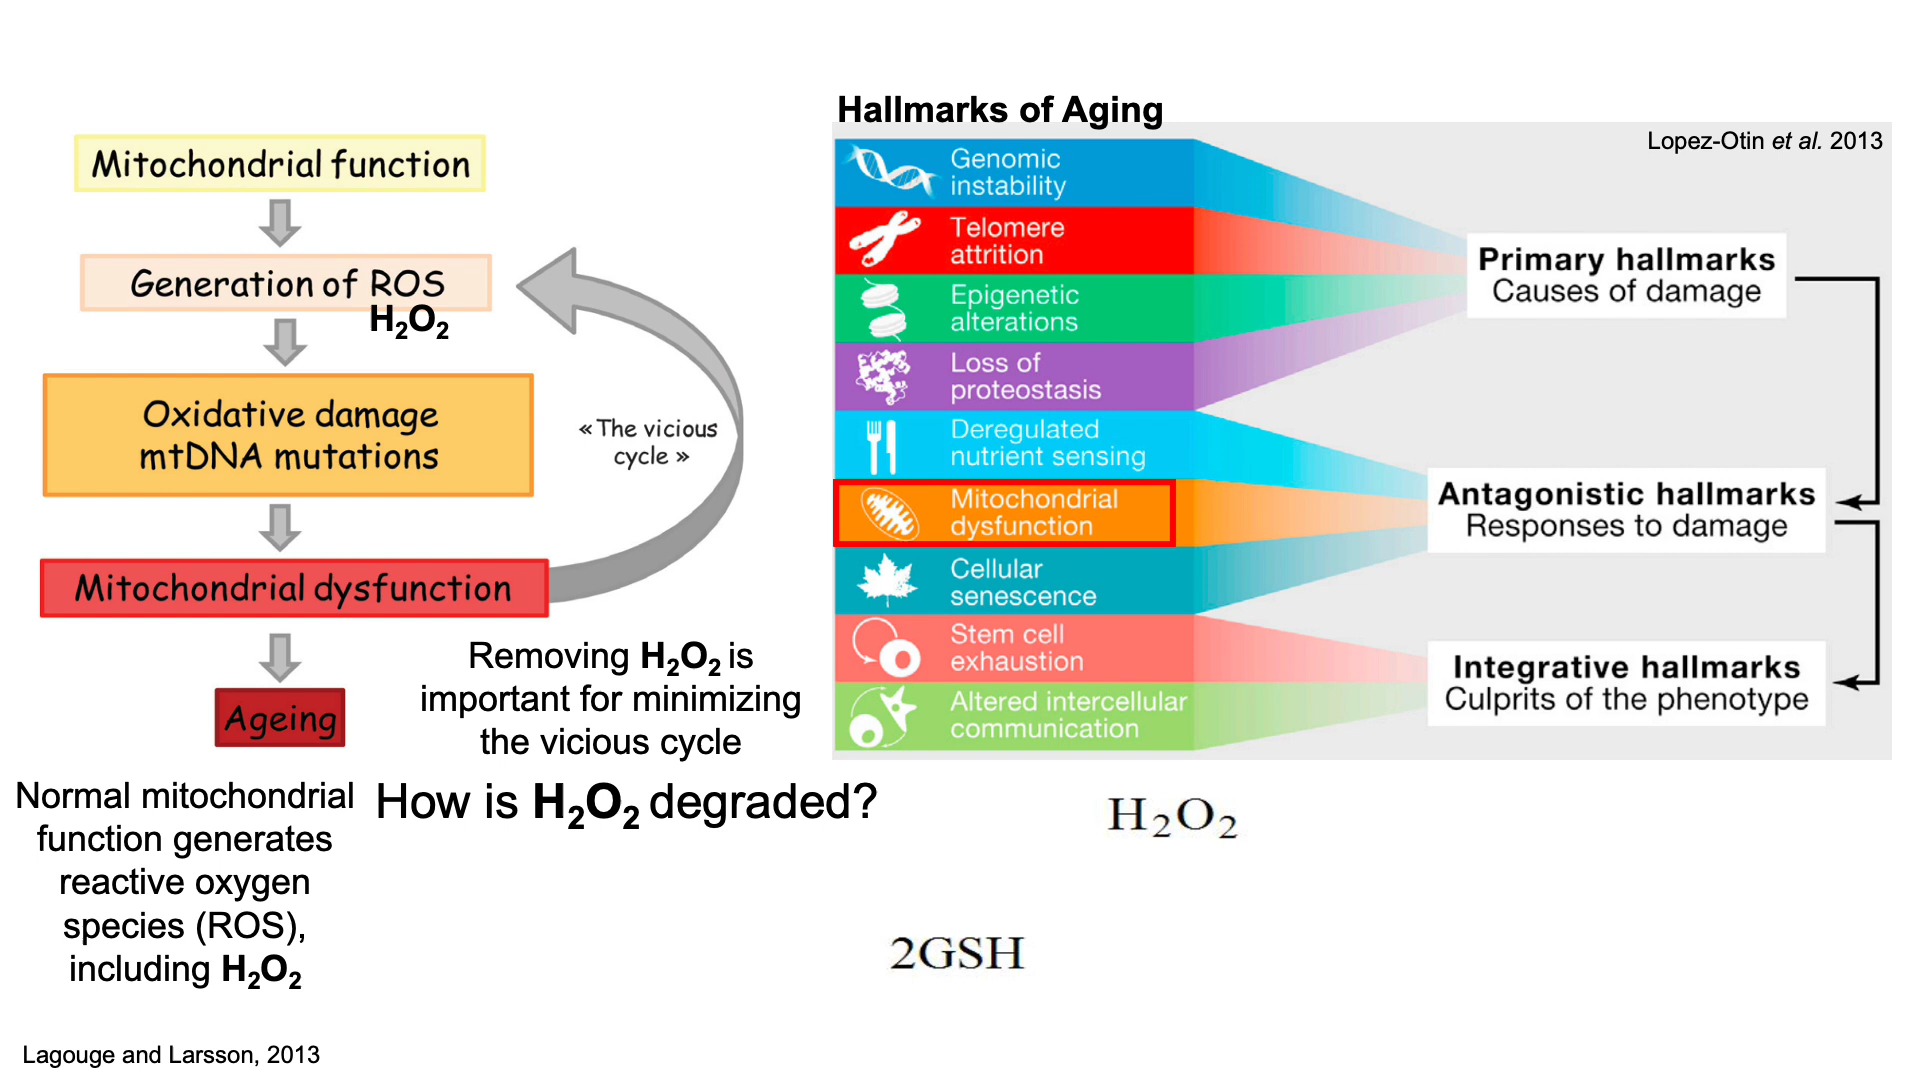 Mitochondrial function
Generation of ROS
H₂O₂
Oxidative damage
mtDNA mutations
« The vicious
cycle »
Mitochondrial dysfunction
Ageing
Removing H₂O₂ is
important for minimizing
the vicious cycle
Normal mitochondrial
function generates
reactive oxygen
species (ROS),
including H₂O₂
Lagouge and Larsson, 2013
Hallmarks of Aging
Lopez-Otin et al. 2013
Genomic
instability
Telomere
attrition
Epigenetic
alterations
Loss of
proteostasis
Deregulated
nutrient sensing
Mitochondrial
dysfunction
Cellular
senescence
Stem cell
exhaustion
Altered intercellular
communication
Primary hallmarks
Causes of damage
Antagonistic hallmarks
Responses to damage
Integrative hallmarks
Culprits of the phenotype
How is H₂O₂ degraded?
H₂O₂
2GSH